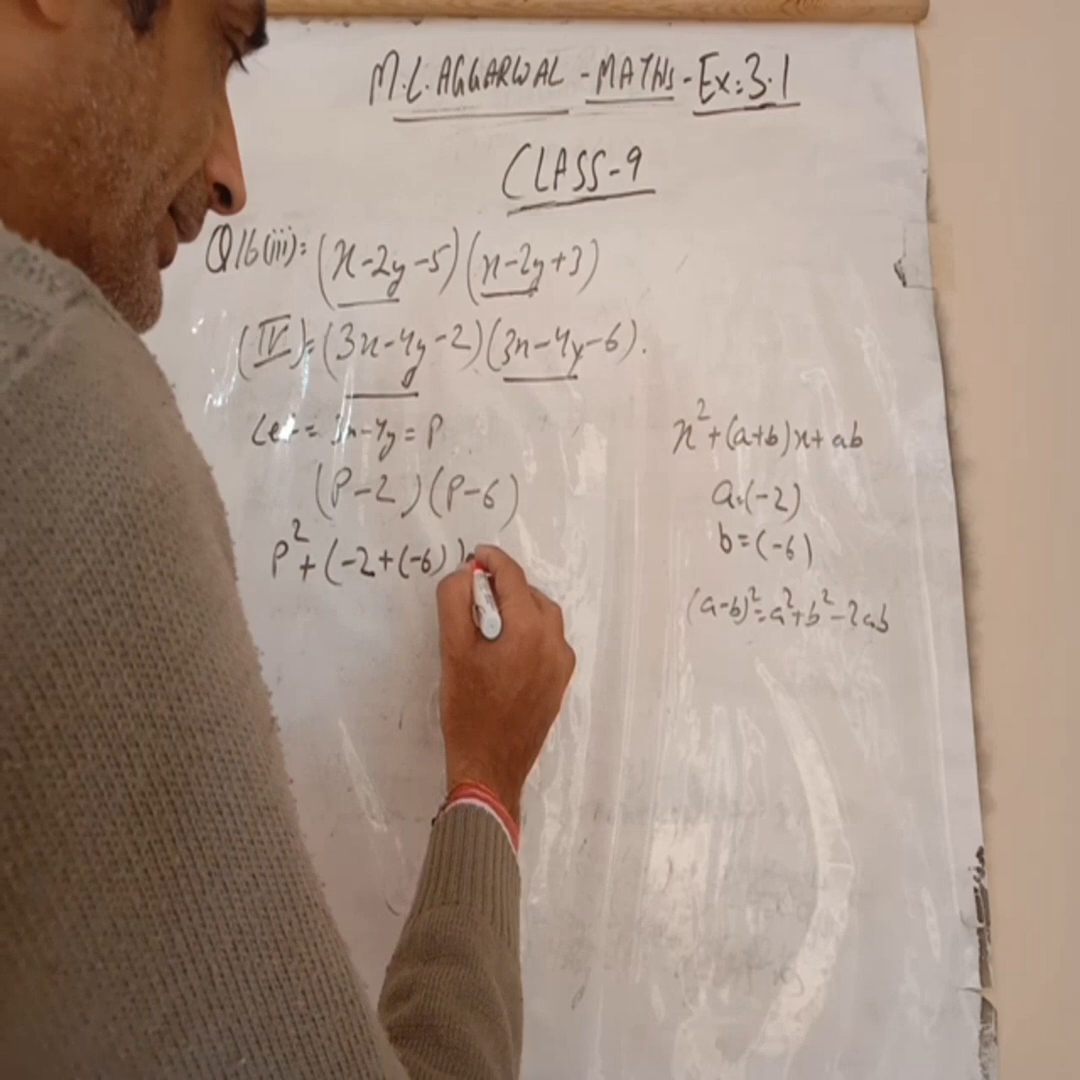 M.L. AGGARWAL - MATHS - Ex: 3.1
CLASS-9
Q16(iii): (x-2y-5)(x-2y+3)
(IV): (3x-4y-2)(3x-4y-6).
Let = 3x-4y = P
(P-2)(P-6)
P²+(-2+(-6))
x²+(a+b)x+ab
a=(-2)
b=(-6)
(a-b)²=a²+b²-2ab